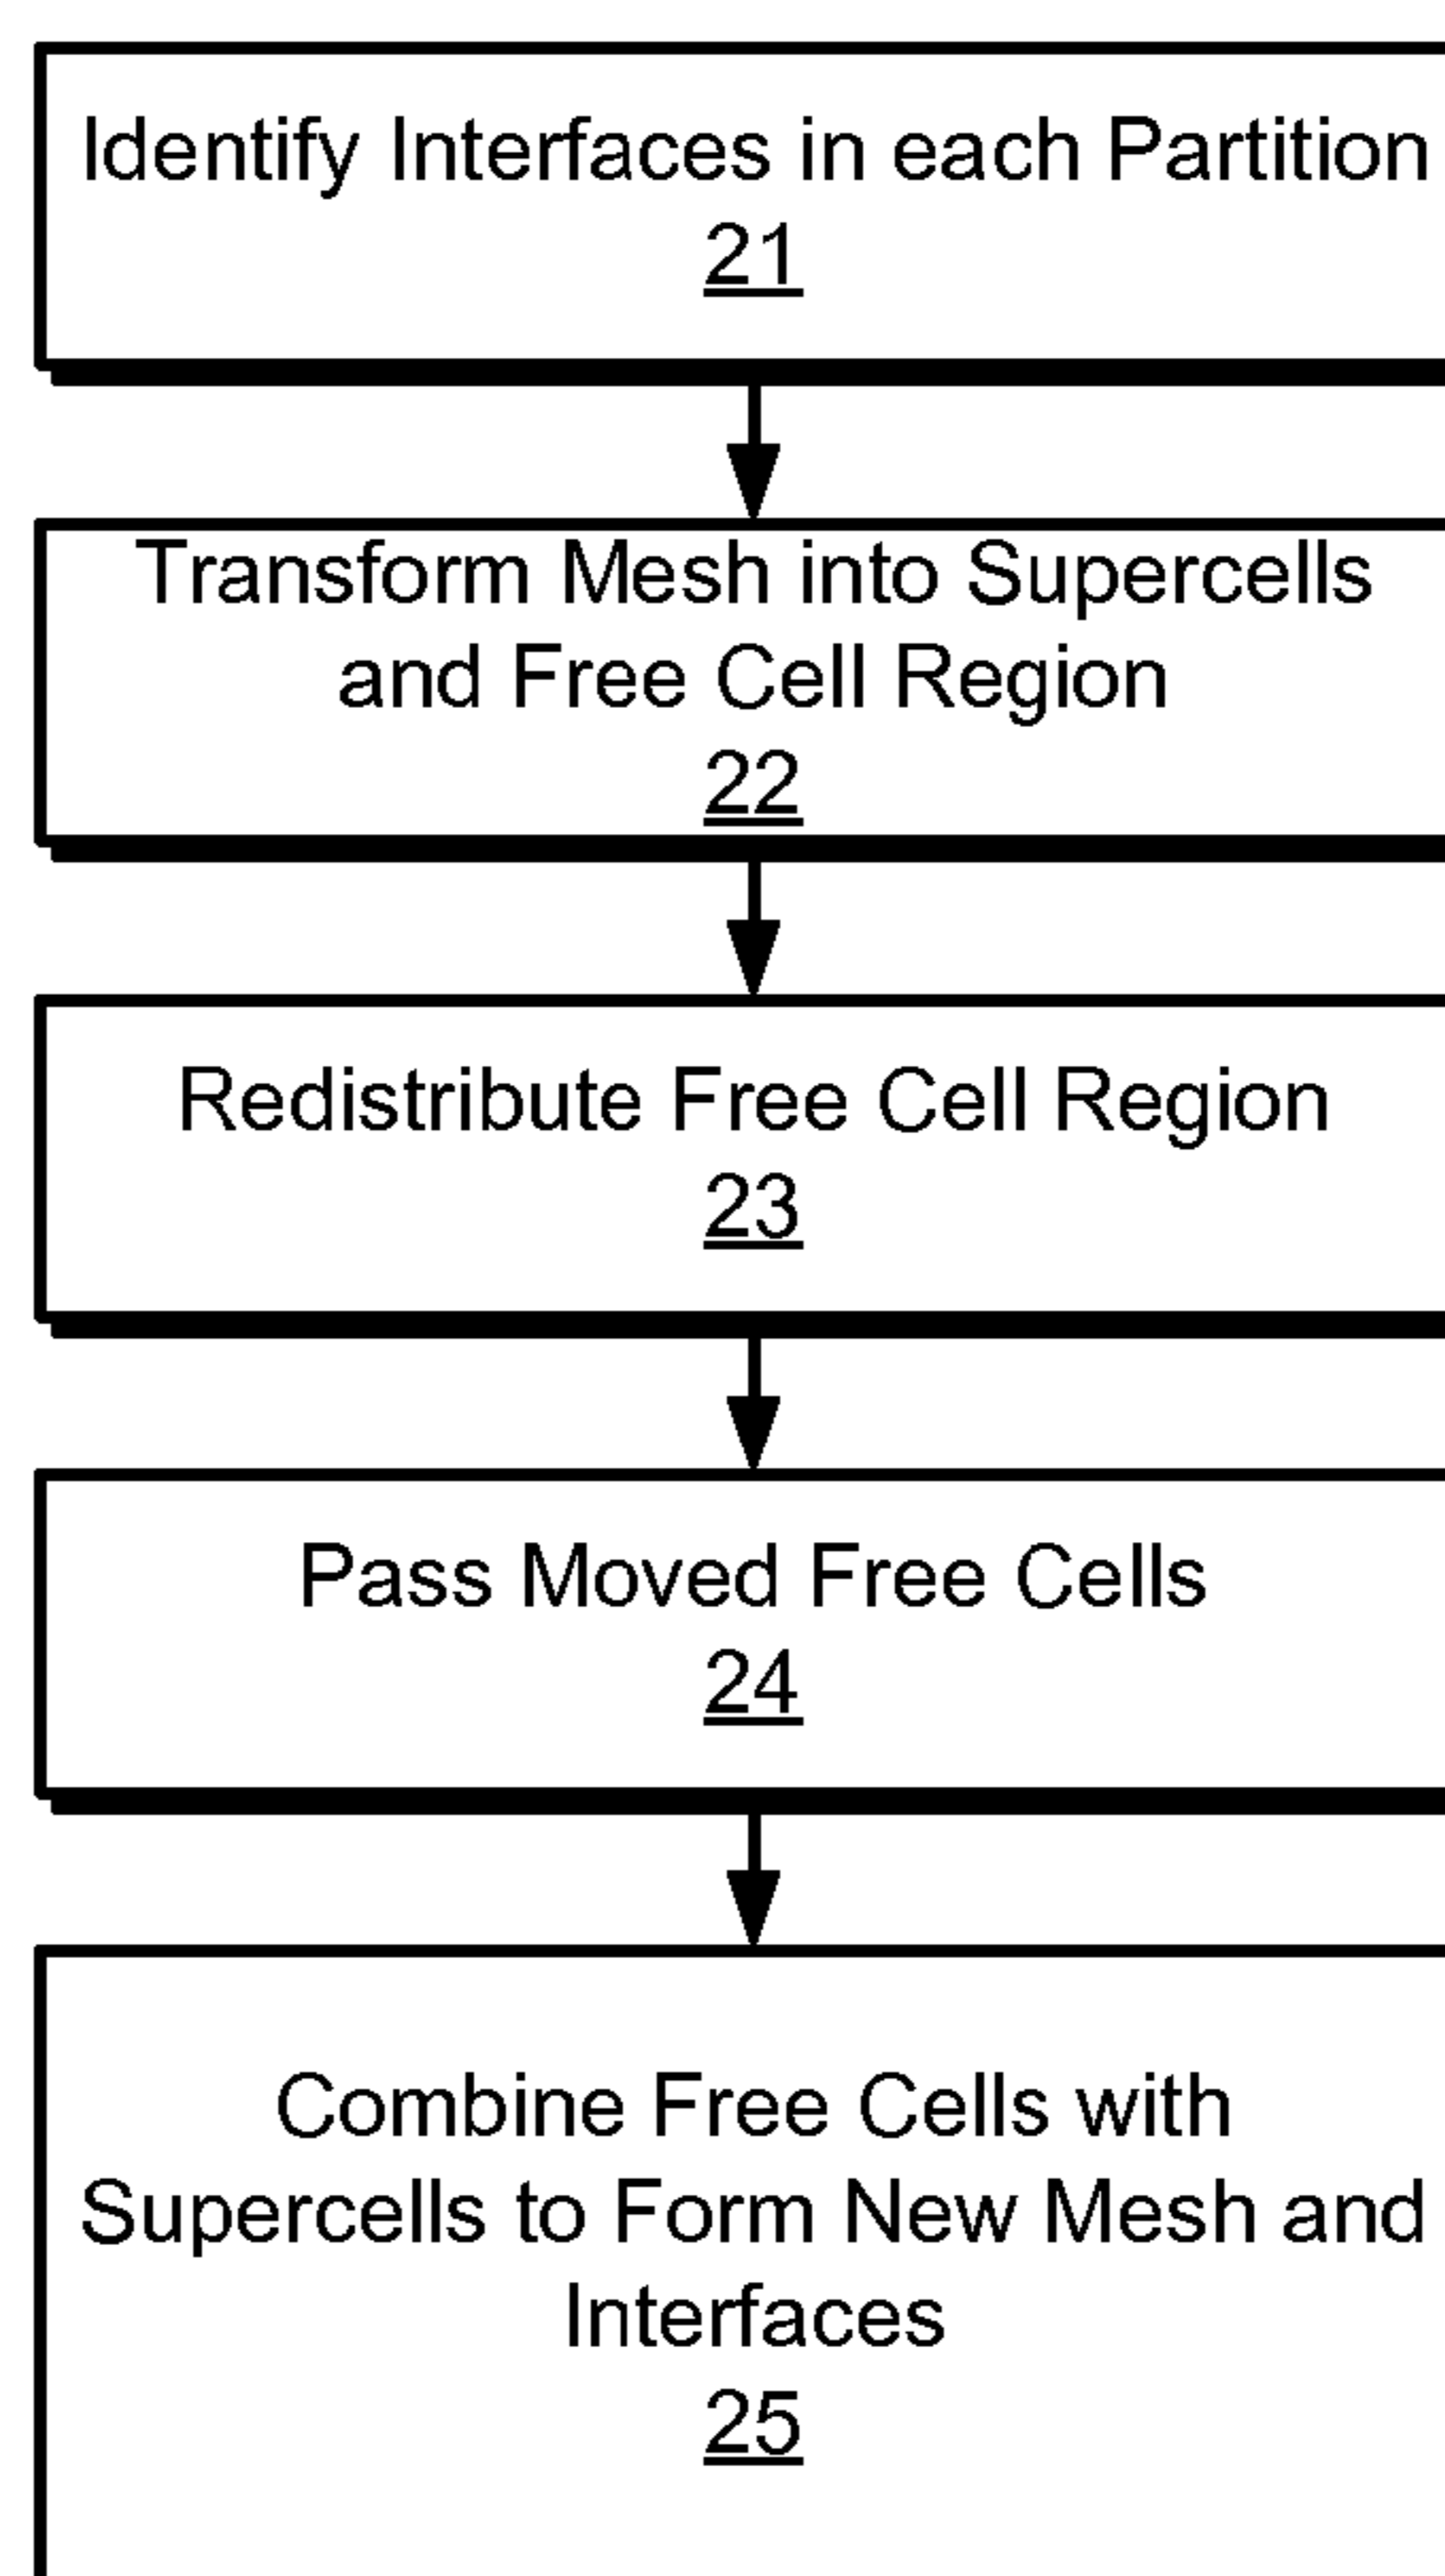 Identify Interfaces in each Partition
21
Transform Mesh into Supercells
and Free Cell Region
22
Redistribute Free Cell Region
23
Pass Moved Free Cells
24
Combine Free Cells with
Supercells to Form New Mesh and
Interfaces
25